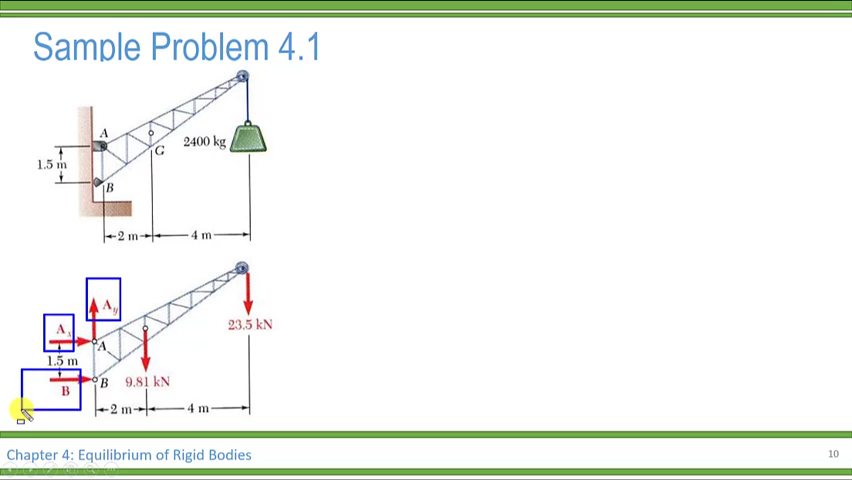 Sample Problem 4.1
A
2400 kg
G
1.5 m
B
2 m
4 m
Ay
23.5 kN
Ax
A
1.5 m
B
9.81 kN
B
2 m
4 m
Chapter 4: Equilibrium of Rigid Bodies
10